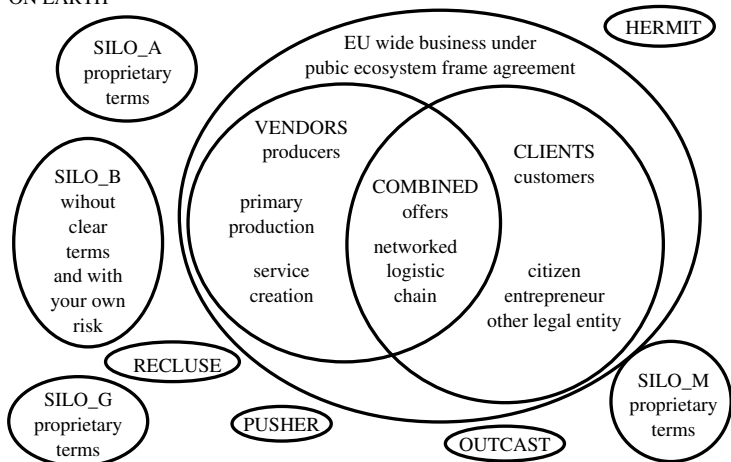 ON EARTH
HERMIT
SILO_A
proprietary
terms
EU wide business under
pubic ecosystem frame agreement
VENDORS
producers
primary
production
service
creation
COMBINED
offers
networked
logistic
chain
CLIENTS
customers
citizen
entrepreneur
other legal entity
SILO_B
wihout
clear
terms
and with
your own
risk
RECLUSE
SILO_G
proprietary
terms
PUSHER
OUTCAST
SILO_M
proprietary
terms